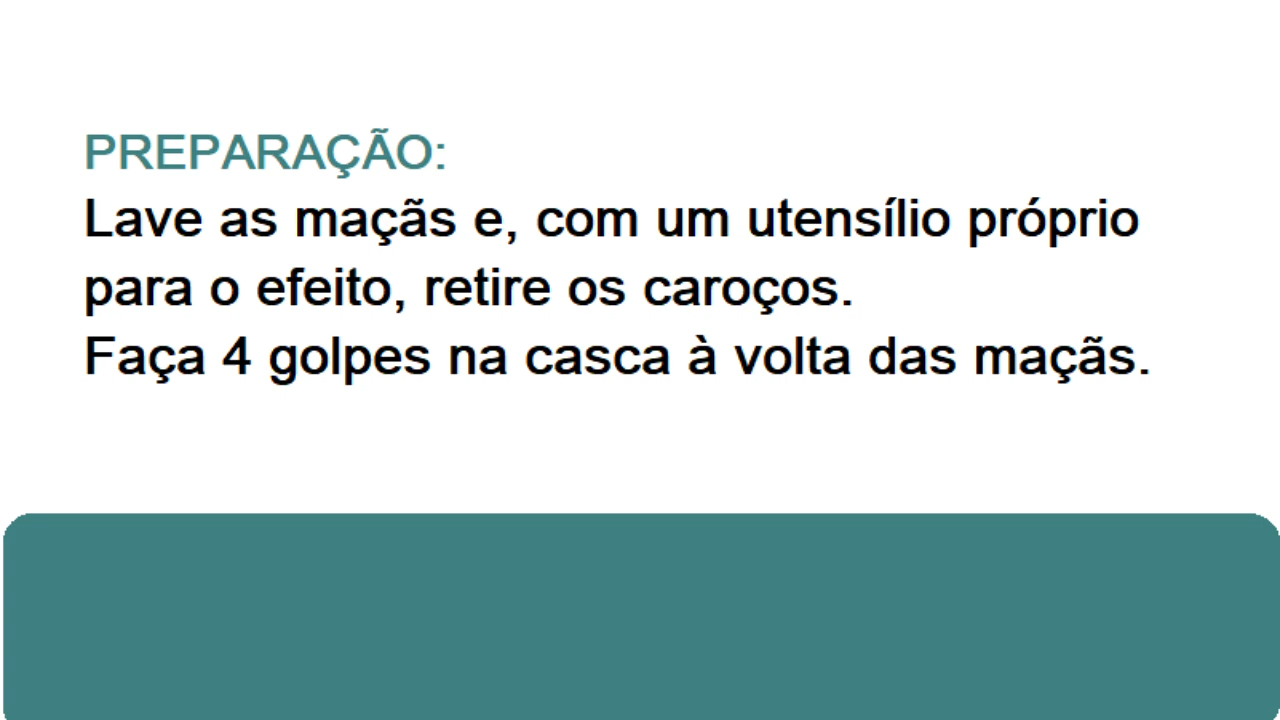 PREPARAÇÃO:
Lave as maçãs e, com um utensílio próprio
para o efeito, retire os caroços.
Faça 4 golpes na casca à volta das maçãs.